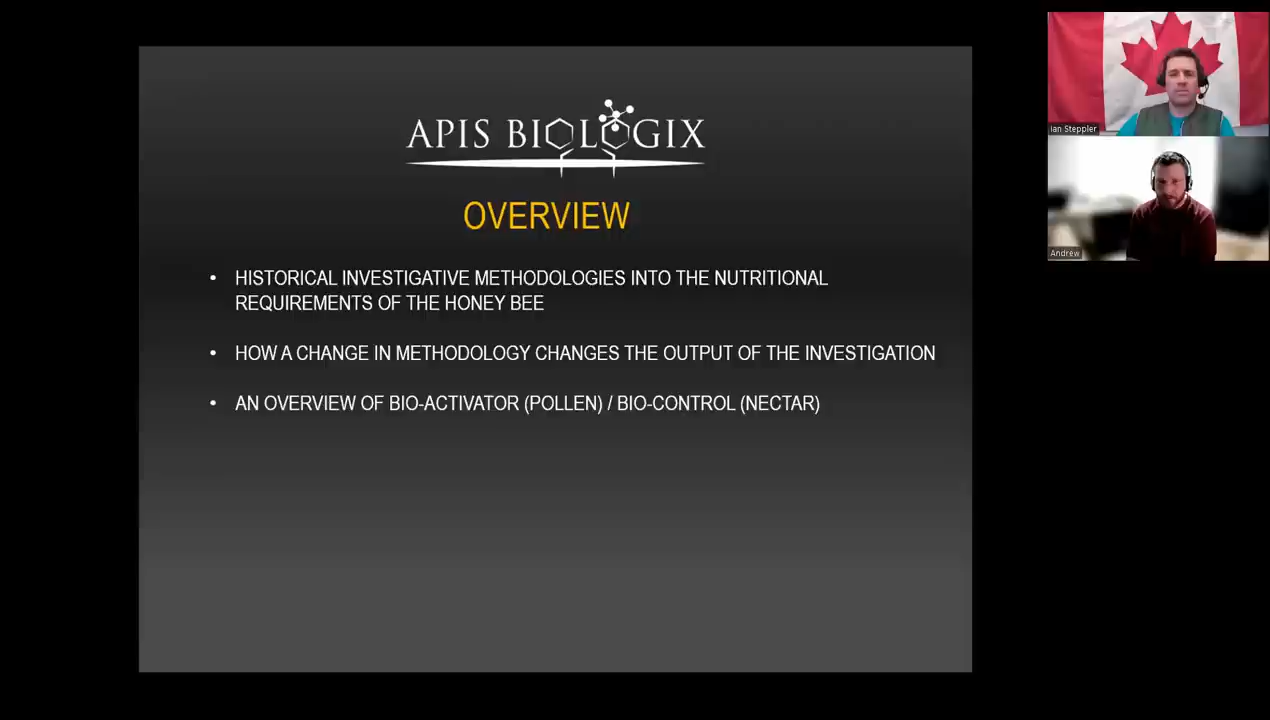 APIS BIOLOGIX
OVERVIEW
• HISTORICAL INVESTIGATIVE METHODOLOGIES INTO THE NUTRITIONAL
REQUIREMENTS OF THE HONEY BEE
• HOW A CHANGE IN METHODOLOGY CHANGES THE OUTPUT OF THE INVESTIGATION
• AN OVERVIEW OF BIO-ACTIVATOR (POLLEN) / BIO-CONTROL (NECTAR)
Ian Steppler
Andrew